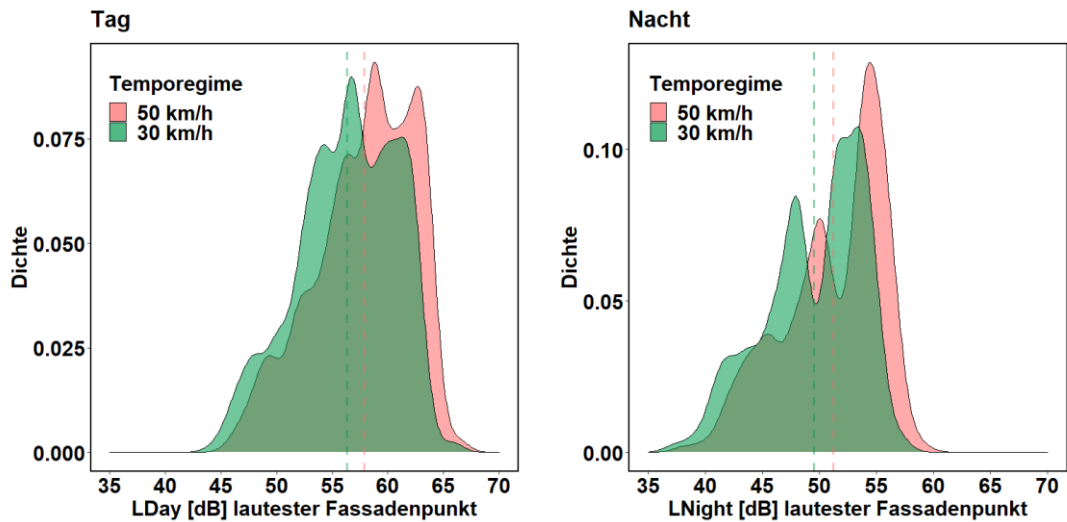 Tag
Temporegime
50 km/h
30 km/h
Dichte
0.075
0.050
0.025
0.000
35 40 45 50 55 60 65 70
LDay [dB] lautester Fassadenpunkt
Nacht
Temporegime
50 km/h
30 km/h
Dichte
0.10
0.05
0.00
35 40 45 50 55 60 65 70
LNight [dB] lautester Fassadenpunkt